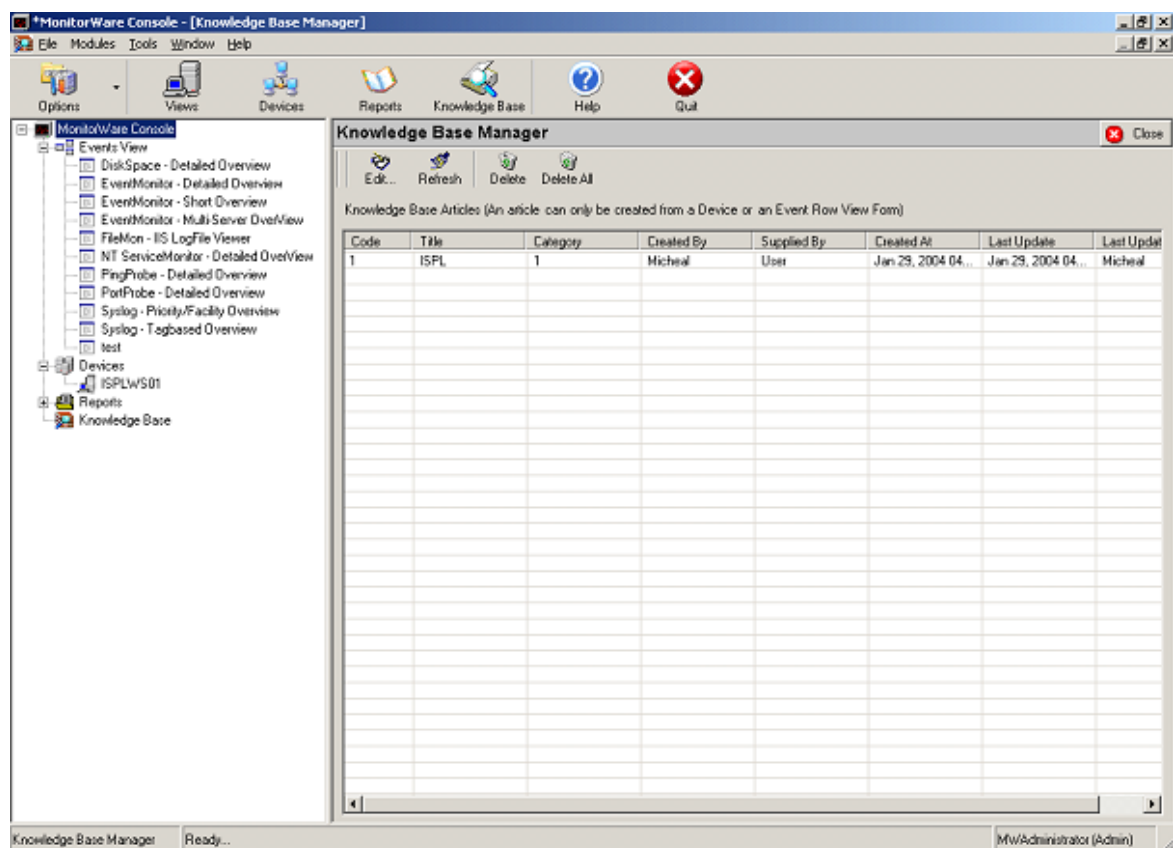 *MonitorWare Console - [Knowledge Base Manager]
File Modules Tools Window Help
Options Views Devices Reports Knowledge Base Help Quit
MonitorWare Console
Events View
DiskSpace - Detailed Overview
EventMonitor - Detailed Overview
EventMonitor - Short Overview
EventMonitor - Multi-Server OverView
FileMon - IIS LogFile Viewer
NT ServiceMonitor - Detailed OverView
PingProbe - Detailed Overview
PortProbe - Detailed Overview
Syslog - Priority/Facility Overview
Syslog - Tagbased Overview
test
Devices
ISPLWS01
Reports
Knowledge Base
Knowledge Base Manager Close
Edit... Refresh Delete Delete All
Knowledge Base Articles (An article can only be created from a Device or an Event Row View Form)
Code Title Category Created By Supplied By Created At Last Update Last Updat
1 ISPL 1 Micheal User Jan 29, 2004 04... Jan 29, 2004 04... Micheal
Knowledge Base Manager Ready... MWAdministrator (Admin)